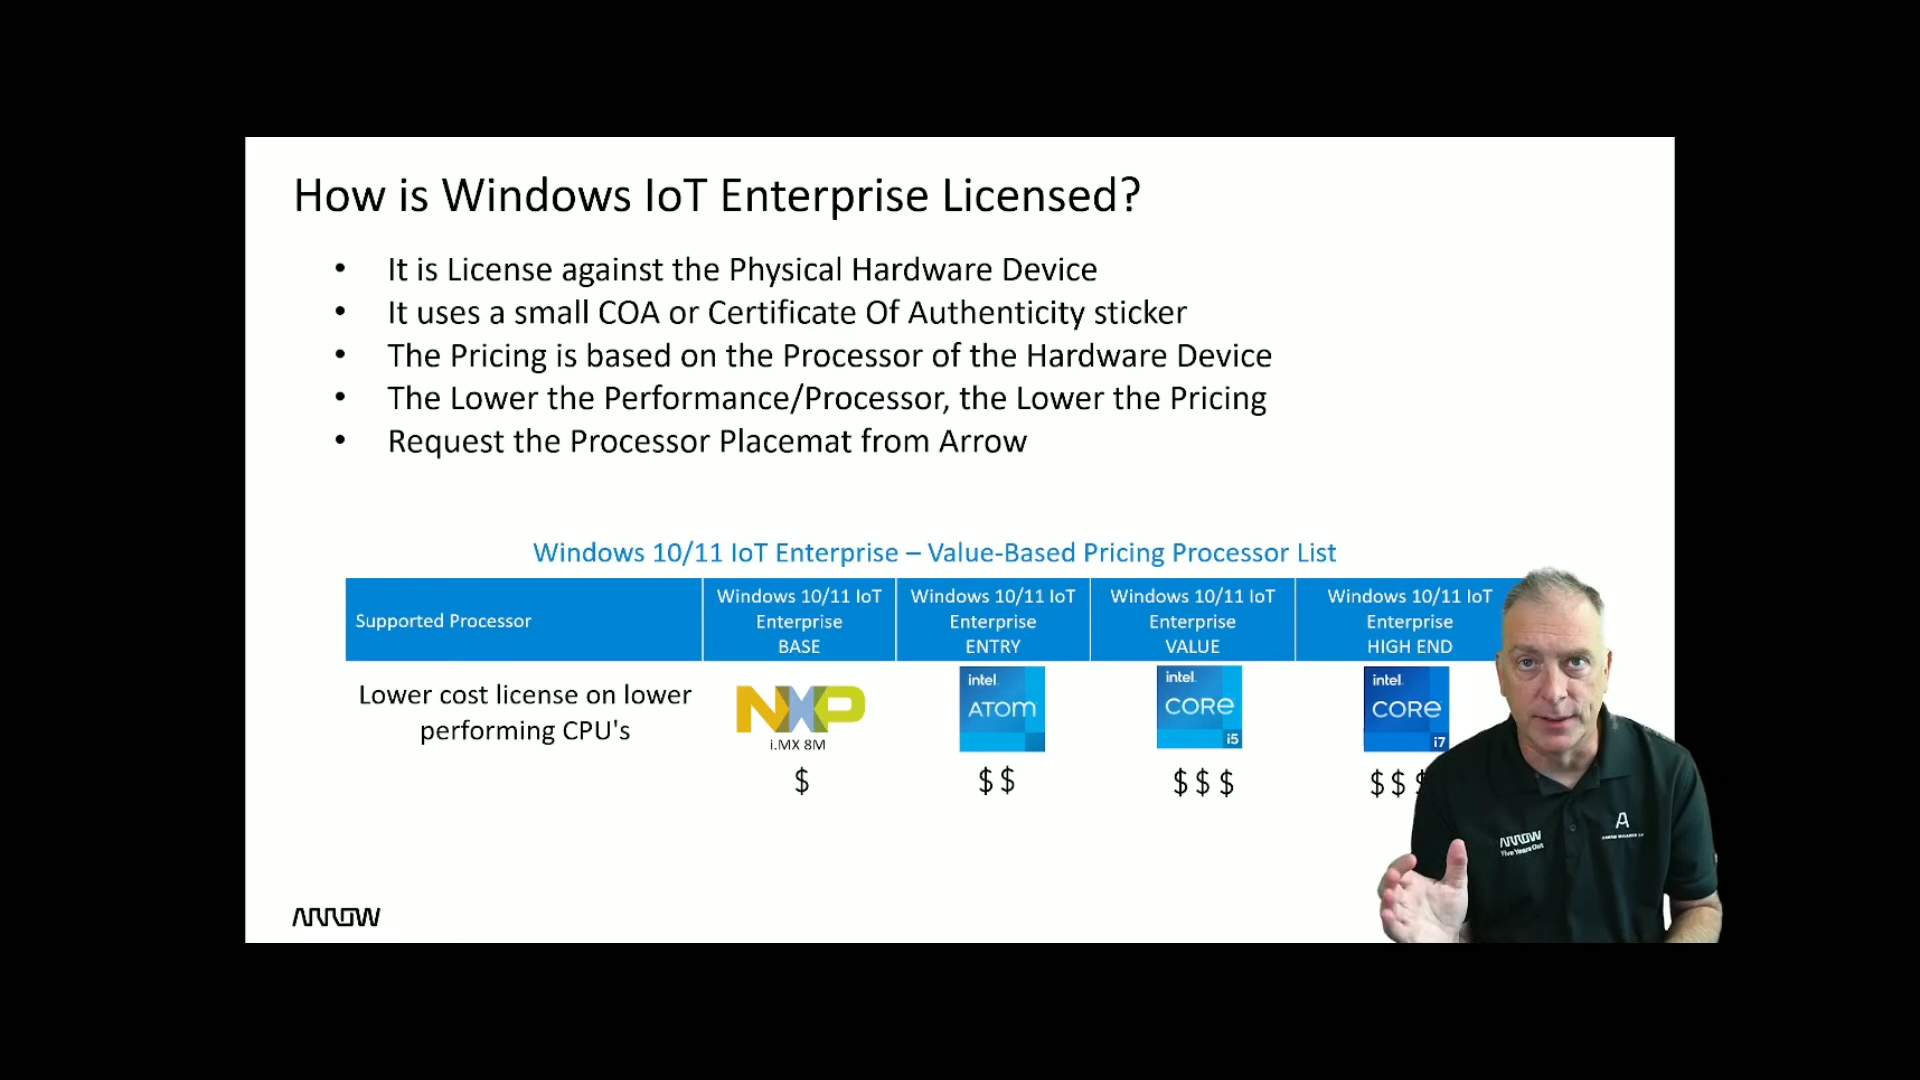 How is Windows IoT Enterprise Licensed?
• It is License against the Physical Hardware Device
• It uses a small COA or Certificate Of Authenticity sticker
• The Pricing is based on the Processor of the Hardware Device
• The Lower the Performance/Processor, the Lower the Pricing
• Request the Processor Placemat from Arrow
Windows 10/11 IoT Enterprise – Value-Based Pricing Processor List
Supported Processor
Windows 10/11 IoT
Enterprise
BASE
Windows 10/11 IoT
Enterprise
ENTRY
Windows 10/11 IoT
Enterprise
VALUE
Windows 10/11 IoT
Enterprise
HIGH END
Lower cost license on lower
performing CPU's
NXP
i.MX 8M
$
intel
ATOM
$ $
intel
CORE
i5
$ $ $
intel
CORE
i7
$ $
ARROW
Five Years Out
ARROW